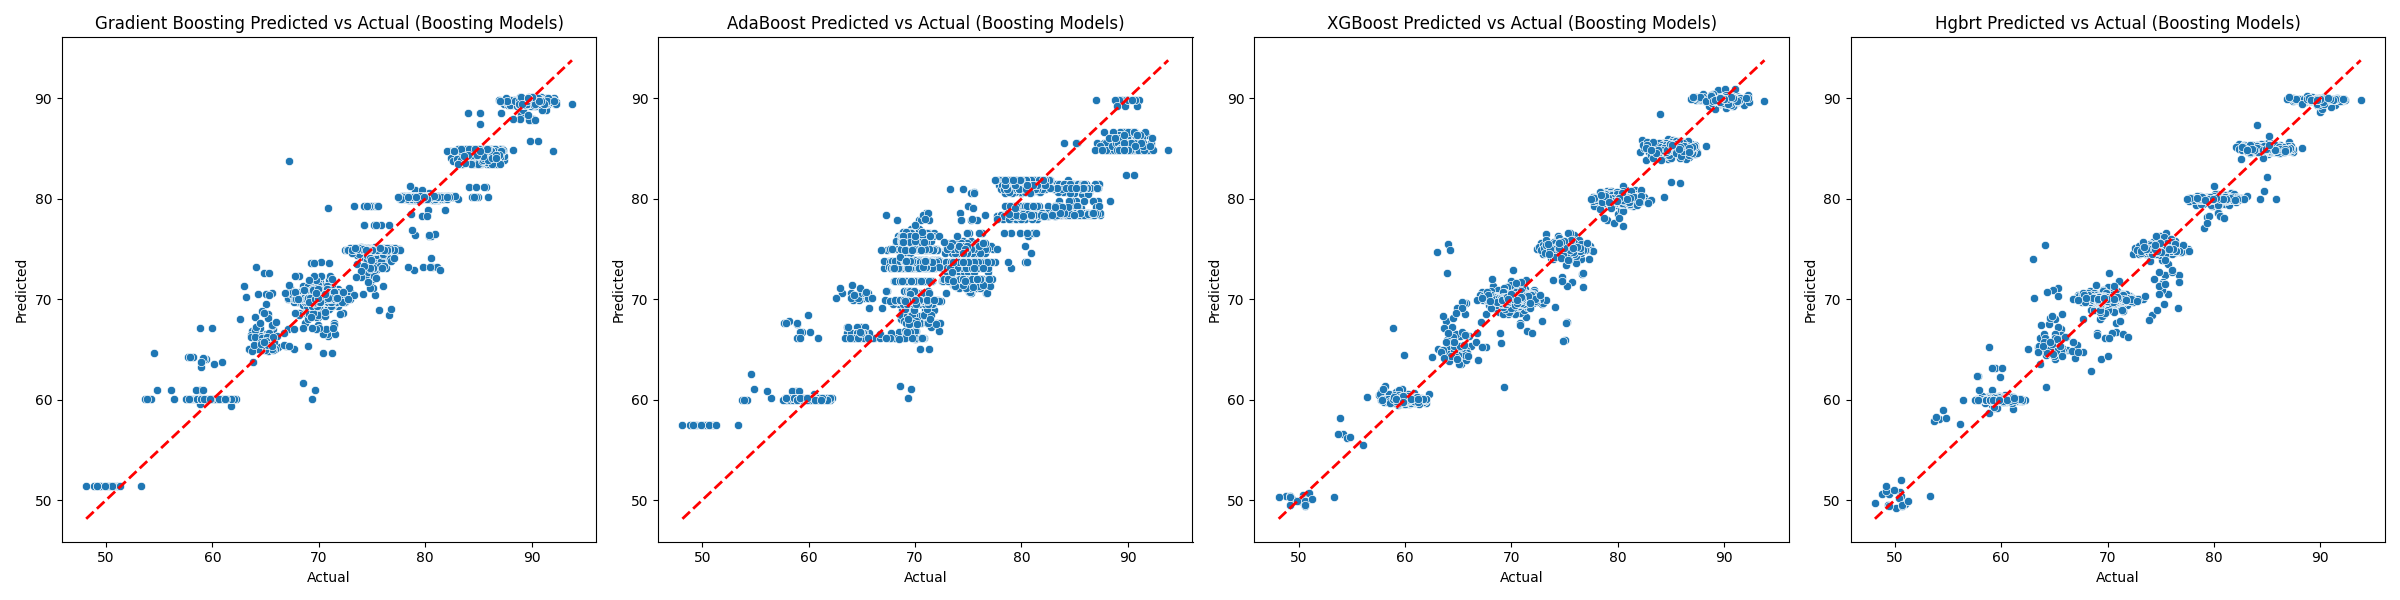 Gradient Boosting Predicted vs Actual (Boosting Models)
Predicted
90
80
70
60
50
50 60 70 80 90
Actual
AdaBoost Predicted vs Actual (Boosting Models)
Predicted
90
80
70
60
50
50 60 70 80 90
Actual
XGBoost Predicted vs Actual (Boosting Models)
Predicted
90
80
70
60
50
50 60 70 80 90
Actual
Hgbrt Predicted vs Actual (Boosting Models)
Predicted
90
80
70
60
50
50 60 70 80 90
Actual